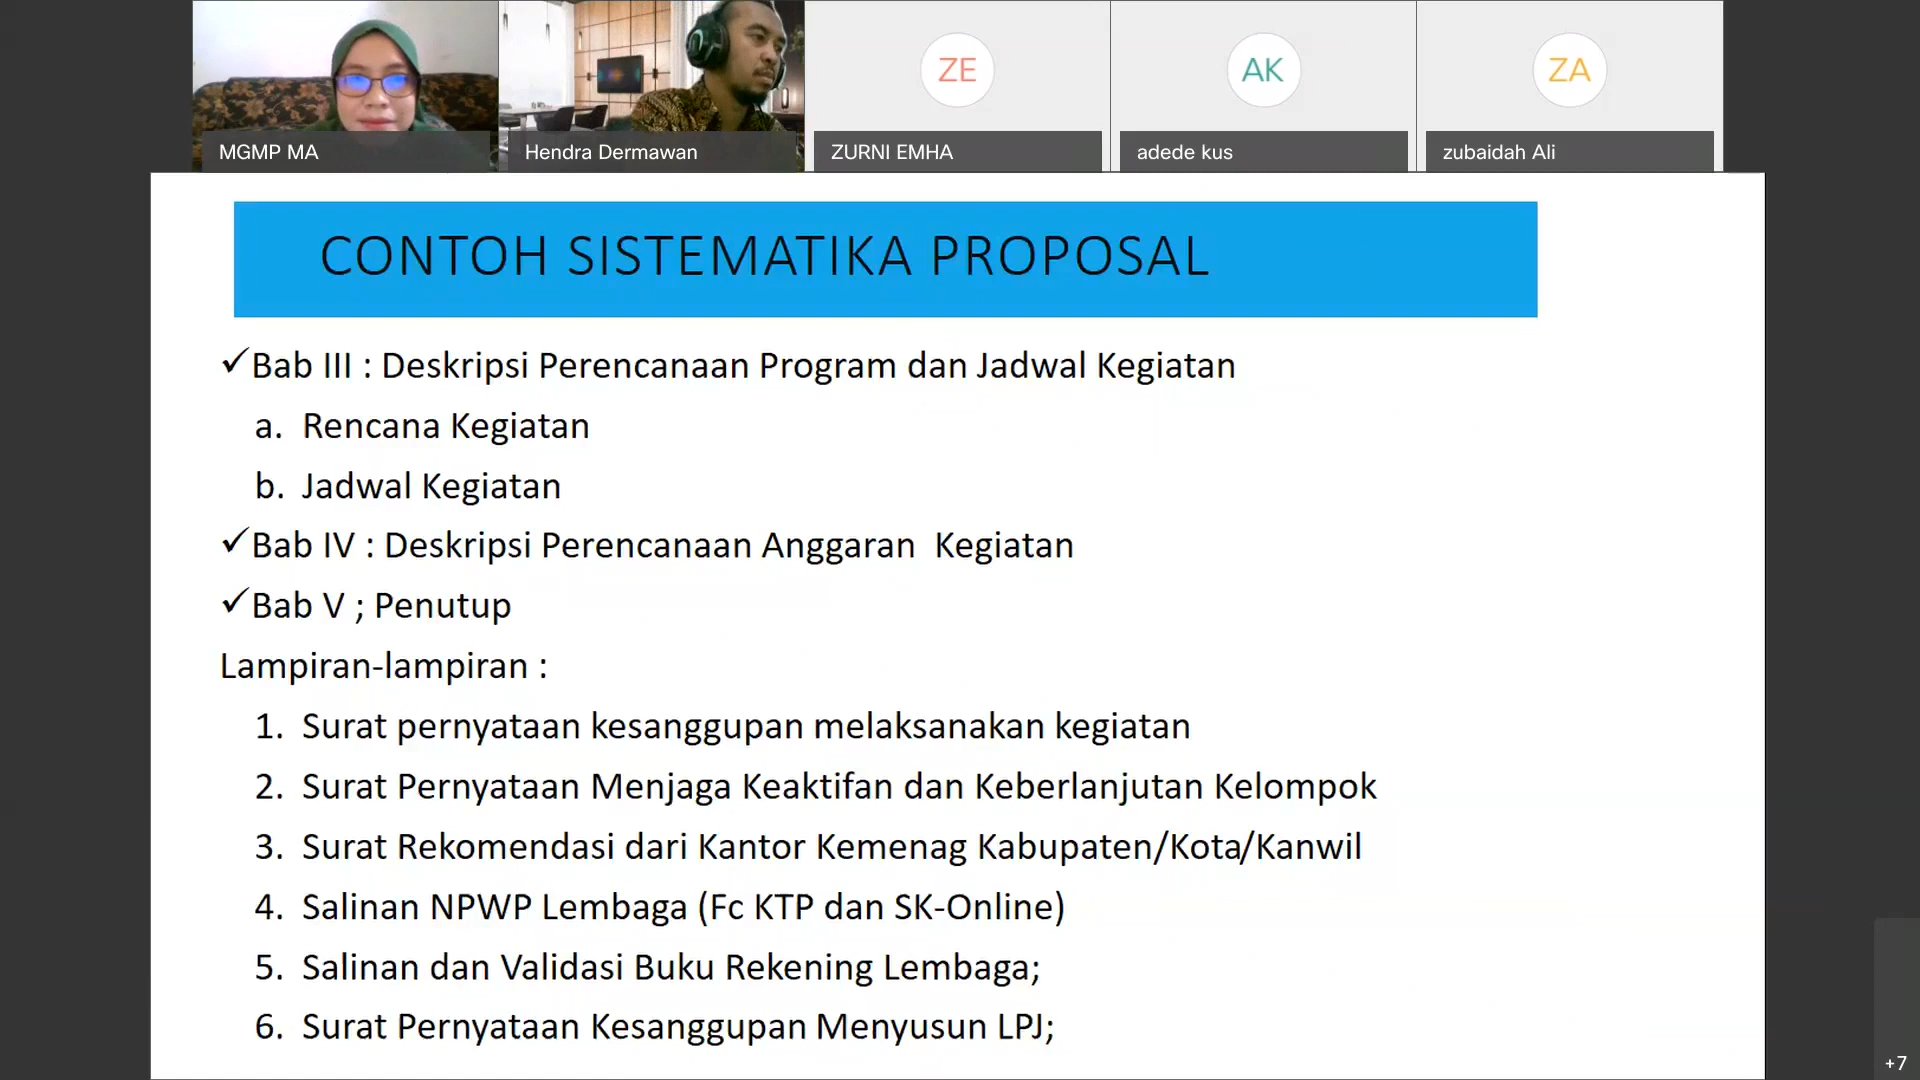 ZE
AK
ZA
MGMP MA
Hendra Dermawan
ZURNI EMHA
adede kus
zubaidah Ali
CONTOH SISTEMATIKA PROPOSAL
✓Bab III : Deskripsi Perencanaan Program dan Jadwal Kegiatan
a. Rencana Kegiatan
b. Jadwal Kegiatan
✓Bab IV : Deskripsi Perencanaan Anggaran  Kegiatan
✓Bab V ; Penutup
Lampiran-lampiran :
1. Surat pernyataan kesanggupan melaksanakan kegiatan
2. Surat Pernyataan Menjaga Keaktifan dan Keberlanjutan Kelompok
3. Surat Rekomendasi dari Kantor Kemenag Kabupaten/Kota/Kanwil
4. Salinan NPWP Lembaga (Fc KTP dan SK-Online)
5. Salinan dan Validasi Buku Rekening Lembaga;
6. Surat Pernyataan Kesanggupan Menyusun LPJ;
+7